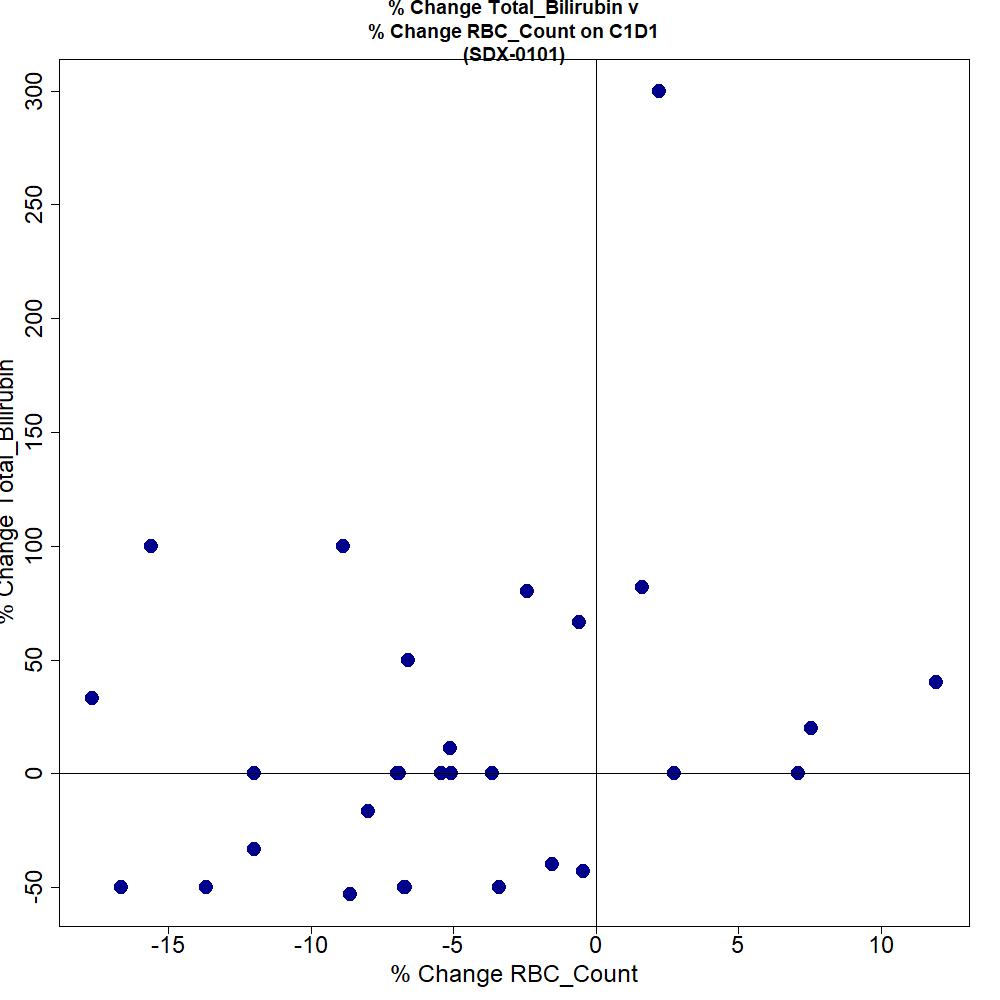 % Change Total_Bilirubin v
% Change RBC_Count on C1D1
(SDX-0101)
% Change Total_Bilirubin
300
250
200
150
100
50
0
-50
-15
-10
-5
0
5
10
% Change RBC_Count